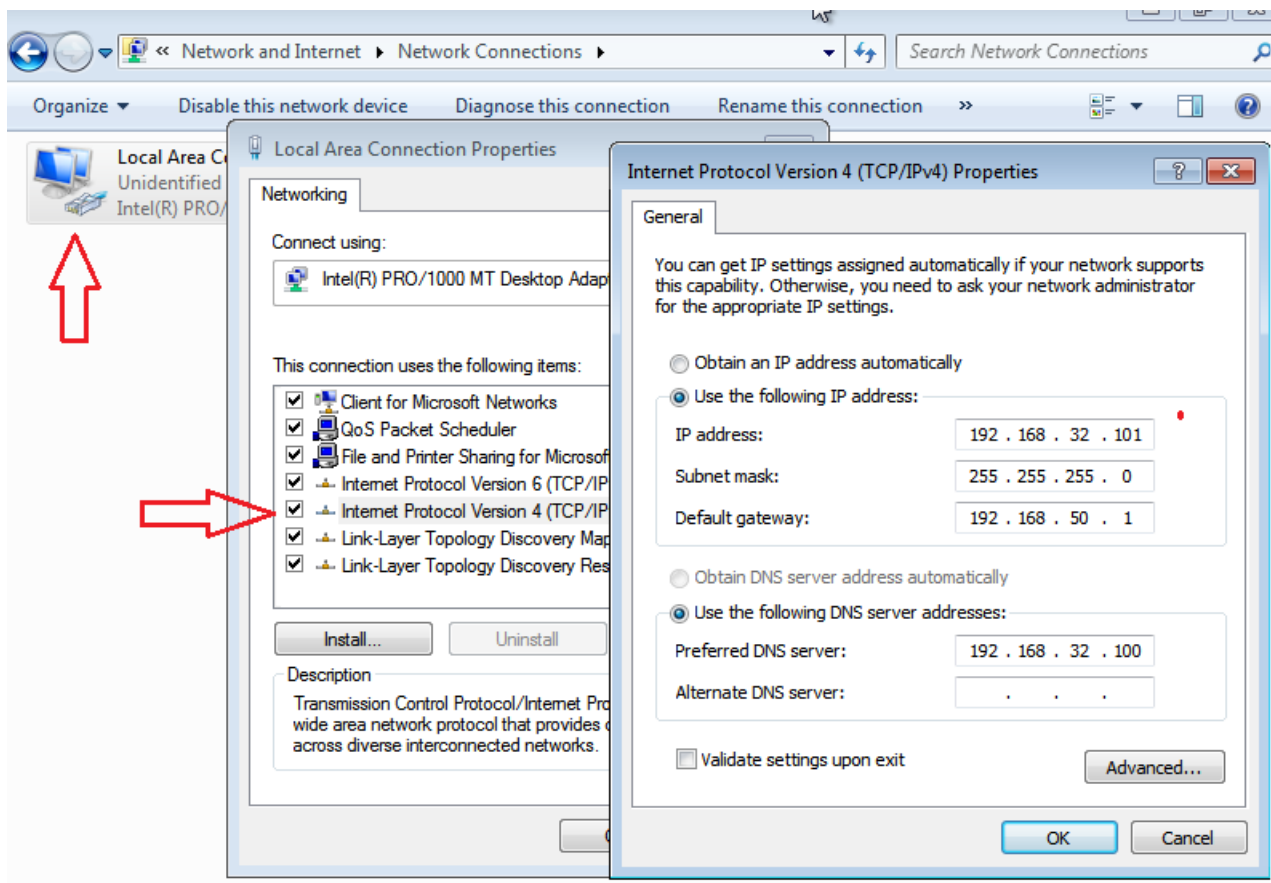 « Network and Internet Network Connections
Search Network Connections
Organize Disable this network device Diagnose this connection Rename this connection »
Local Area
Unidentified
Intel(R) PRO/
Local Area Connection Properties
Networking
Connect using:
Intel(R) PRO/1000 MT Desktop Adap
This connection uses the following items:
Client for Microsoft Networks
QoS Packet Scheduler
File and Printer Sharing for Microsof
Internet Protocol Version 6 (TCP/IP
Internet Protocol Version 4 (TCP/IP
Link-Layer Topology Discovery Map
Link-Layer Topology Discovery Res
Install...
Uninstall
Description
Transmission Control Protocol/Internet Pro
wide area network protocol that provides
across diverse interconnected networks.
Internet Protocol Version 4 (TCP/IPv4) Properties
General
You can get IP settings assigned automatically if your network supports
this capability. Otherwise, you need to ask your network administrator
for the appropriate IP settings.
Obtain an IP address automatically
Use the following IP address:
IP address: 192 . 168 . 32 . 101
Subnet mask: 255 . 255 . 255 . 0
Default gateway: 192 . 168 . 50 . 1
Obtain DNS server address automatically
Use the following DNS server addresses:
Preferred DNS server: 192 . 168 . 32 . 100
Alternate DNS server: . . .
Validate settings upon exit
Advanced...
OK
Cancel